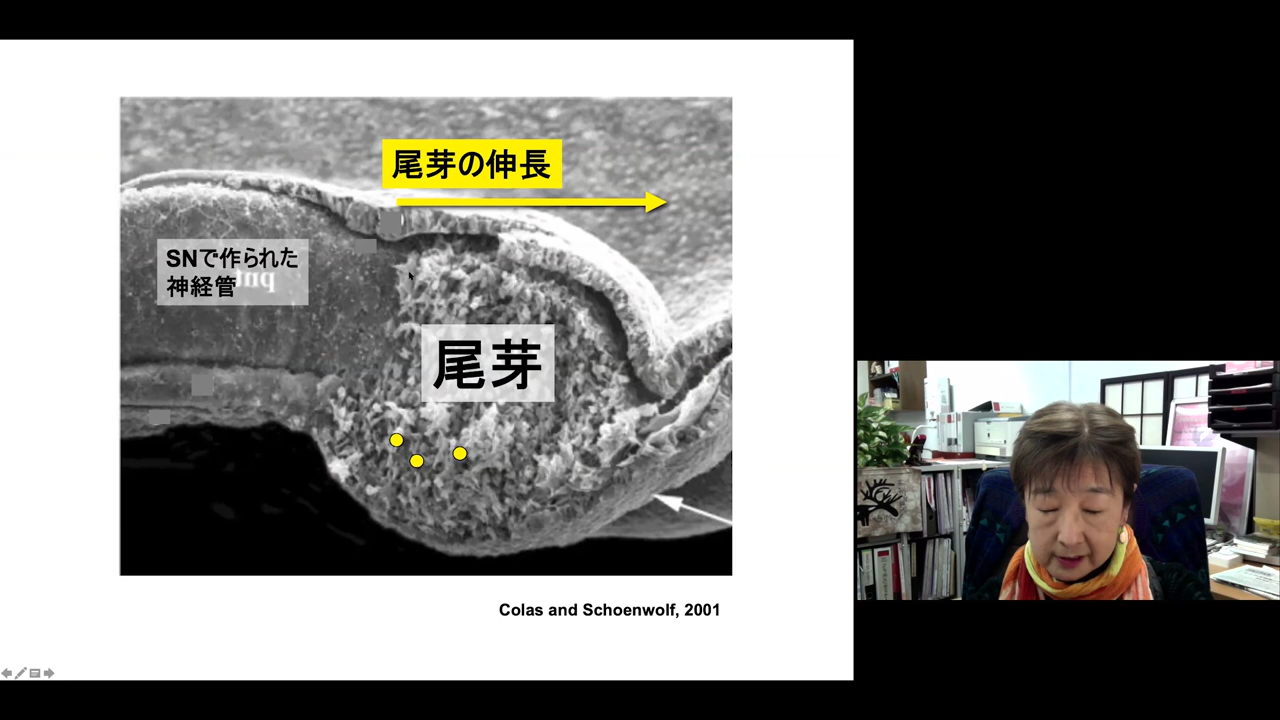 尾芽の伸長
SNで作られた
神経管
尾芽
Colas and Schoenwolf, 2001